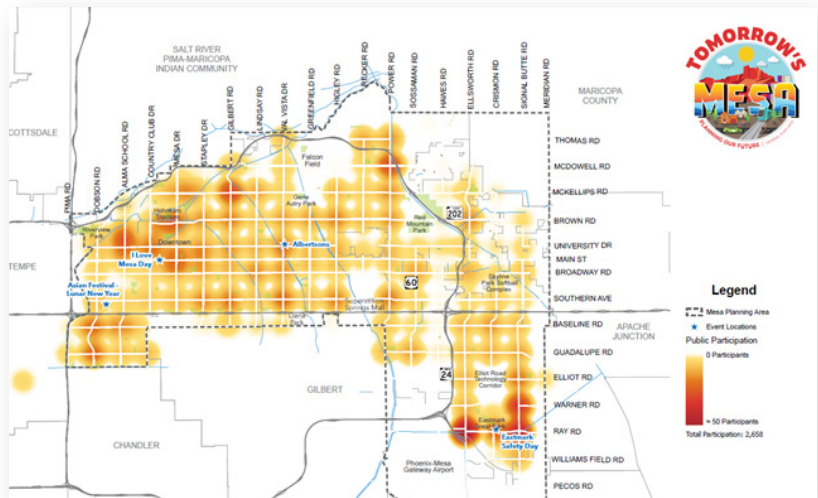 SALT RIVER
PIMA-MARICOPA
INDIAN COMMUNITY
COTTSDALE
TEMPE
PIMA RD
DOBSON RD
ALMA SCHOOL RD
COUNTRY CLUB DR
MESA DR
STAPLEY DR
GILBERT RD
LINDSAY RD
VAL VISTA DR
GREENFIELD RD
HIGLEY RD
RECKER RD
POWER RD
SOSSAMAN RD
HAWES RD
ELLSWORTH RD
CRISMON RD
SIGNAL BUTTE RD
MERIDIAN RD
MARICOPA
COUNTY
TOMORROW'S
MESA
PLANNING OUR FUTURE
THOMAS RD
MCDOWELL RD
MCKELLIPS RD
BROWN RD
UNIVERSITY DR
MAIN ST
BROADWAY RD
SOUTHERN AVE
BASELINE RD
GUADALUPE RD
ELLIOT RD
WARNER RD
RAY RD
WILLIAMS FIELD RD
PECOS RD
APACHE
JUNCTION
Falcon
Field
Gene
Autry Park
Hohokam
Stadium
Riverview
Park
Downtown
I Love
Mesa Day
Albertsons
Asian Festival -
Lunar New Year
Red
Mountain
Park
202
60
24
Skyline
Park Softball
Complex
Superstition
Springs Mall
Park
Elliot Road
Technology
Corridor
Eastmark
Eastmark
Safety Day
Phoenix-Mesa
Gateway Airport
GILBERT
CHANDLER
Legend
Mesa Planning Area
Event Locations
Public Participation
0 Participants
≈ 50 Participants
Total Participation: 2,658